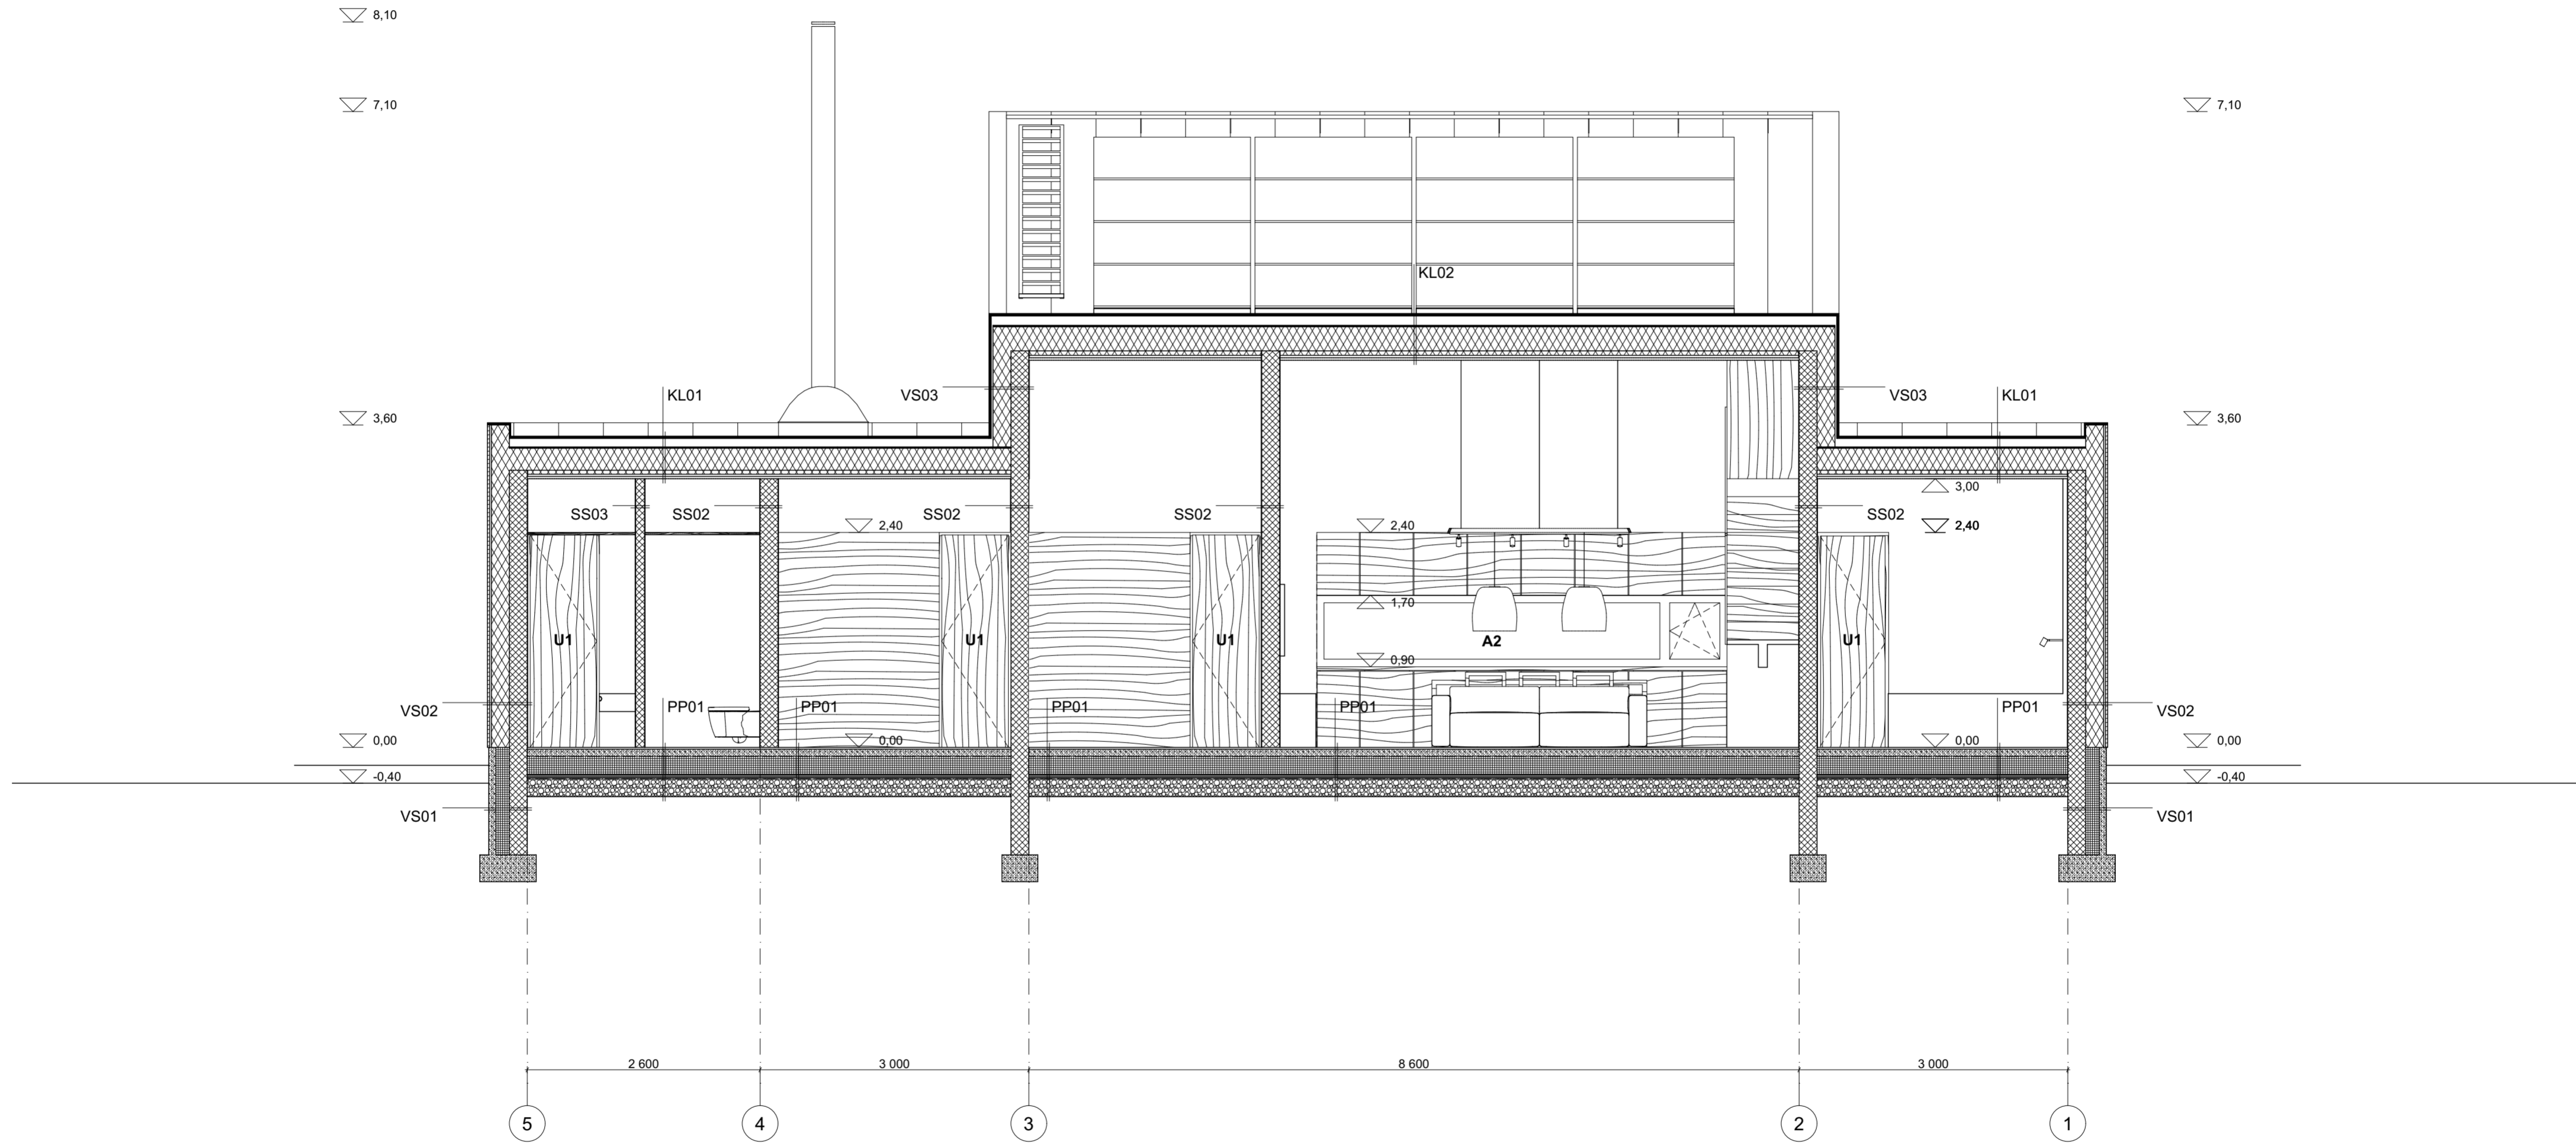 8,10
7,10
7,10
KL02
VS03
KL01
VS03
KL01
3,60
3,60
3,00
SS03
SS02
SS02
SS02
SS02
2,40
2,40
2,40
1,70
U1
U1
U1
A2
U1
0,90
VS02
PP01
PP01
PP01
PP01
PP01
VS02
0,00
0,00
0,00
0,00
-0,40
-0,40
VS01
VS01
2 600
3 000
8 600
3 000
5
4
3
2
1